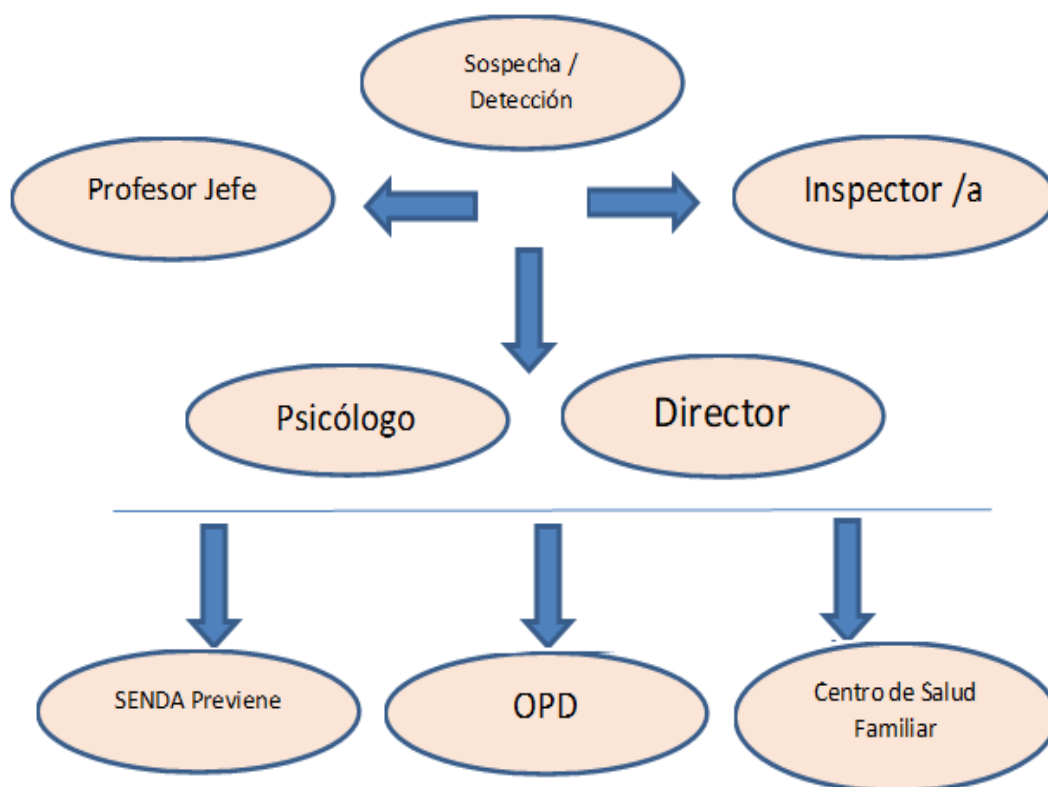 Sospecha /
Detección
Profesor Jefe
Inspector /a
Psicólogo
Director
SENDA Previene
OPD
Centro de Salud
Familiar